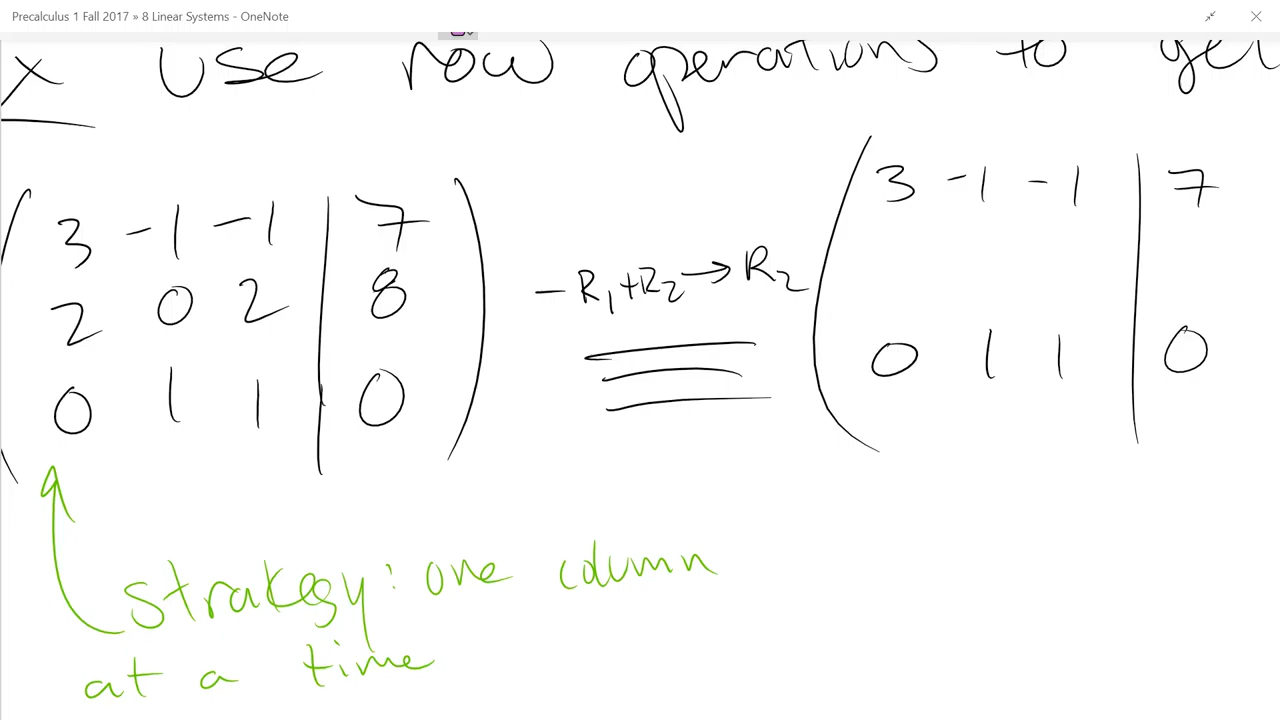 Precalculus 1 Fall 2017 » 8 Linear Systems - OneNote
x use row operations to get
3 -1 -1 | 7
2 0 2 | 8
0 1 1 | 0
-R1+R2→R2
3 -1 -1 | 7
0 1 1 | 0
strategy: one column
at a time